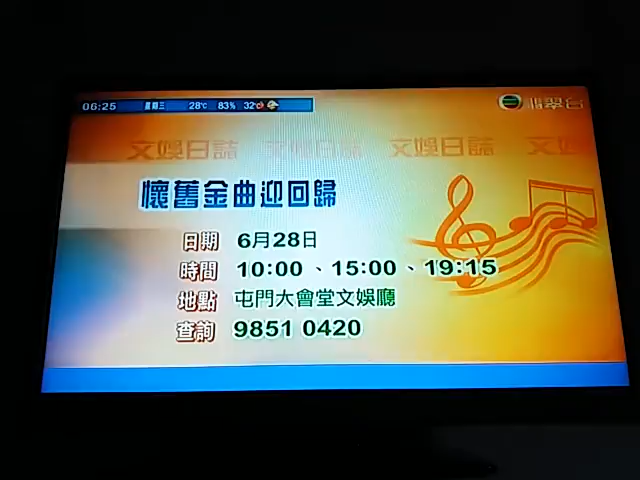 06:25 星期三 28℃ 83% 32
翡翠台
文娛日誌 文娛日誌 文娛日誌 文娛
懷舊金曲迎回歸
日期 6月28日
時間 10:00、15:00、19:15
地點 屯門大會堂文娛廳
查詢 9851 0420